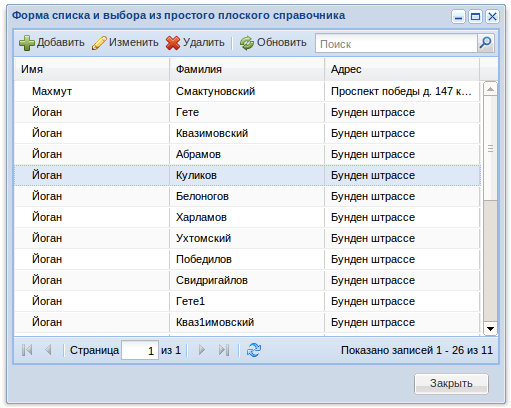 Форма списка и выбора из простого плоского справочника
Добавить Изменить Удалить Обновить Поиск
Имя Фамилия Адрес
Махмут Смактуновский Проспект победы д. 147 к...
Йоган Гете Бунден штрассе
Йоган Квазимовский Бунден штрассе
Йоган Абрамов Бунден штрассе
Йоган Куликов Бунден штрассе
Йоган Белоногов Бунден штрассе
Йоган Харламов Бунден штрассе
Йоган Ухтомский Бунден штрассе
Йоган Победилов Бунден штрассе
Йоган Свидригайлов Бунден штрассе
Йоган Гете1 Бунден штрассе
Йоган Кваз1имовский Бунден штрассе
Страница 1 из 1 Показано записей 1 - 26 из 11
Закрыть